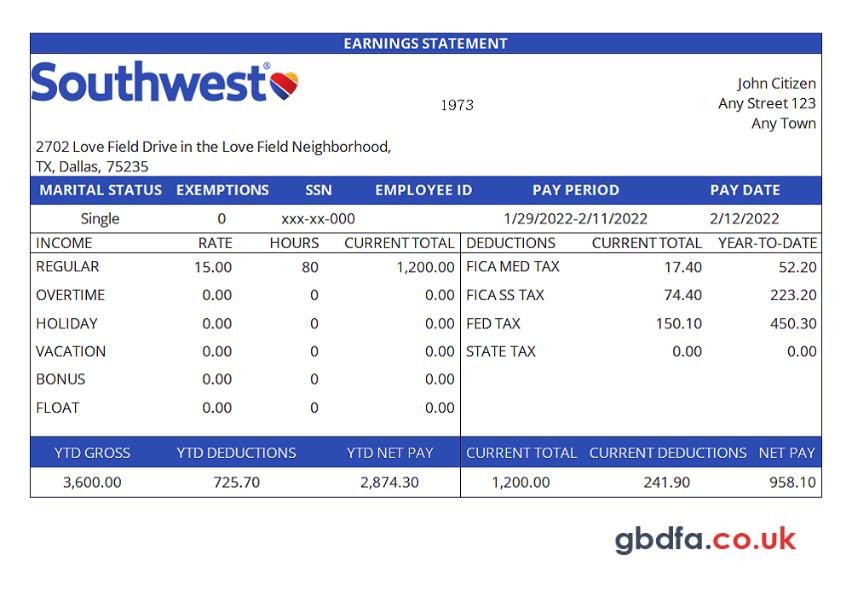 EARNINGS STATEMENT
Southwest®
1973
John Citizen
Any Street 123
Any Town
2702 Love Field Drive in the Love Field Neighborhood,
TX, Dallas, 75235
MARITAL STATUS EXEMPTIONS SSN EMPLOYEE ID PAY PERIOD PAY DATE
Single 0 xxx-xx-000 1/29/2022-2/11/2022 2/12/2022
INCOME RATE HOURS CURRENT TOTAL DEDUCTIONS CURRENT TOTAL YEAR-TO-DATE
REGULAR 15.00 80 1,200.00 FICA MED TAX 17.40 52.20
OVERTIME 0.00 0 0.00 FICA SS TAX 74.40 223.20
HOLIDAY 0.00 0 0.00 FED TAX 150.10 450.30
VACATION 0.00 0 0.00 STATE TAX 0.00 0.00
BONUS 0.00 0 0.00
FLOAT 0.00 0 0.00
YTD GROSS YTD DEDUCTIONS YTD NET PAY CURRENT TOTAL CURRENT DEDUCTIONS NET PAY
3,600.00 725.70 2,874.30 1,200.00 241.90 958.10
gbdfa.co.uk